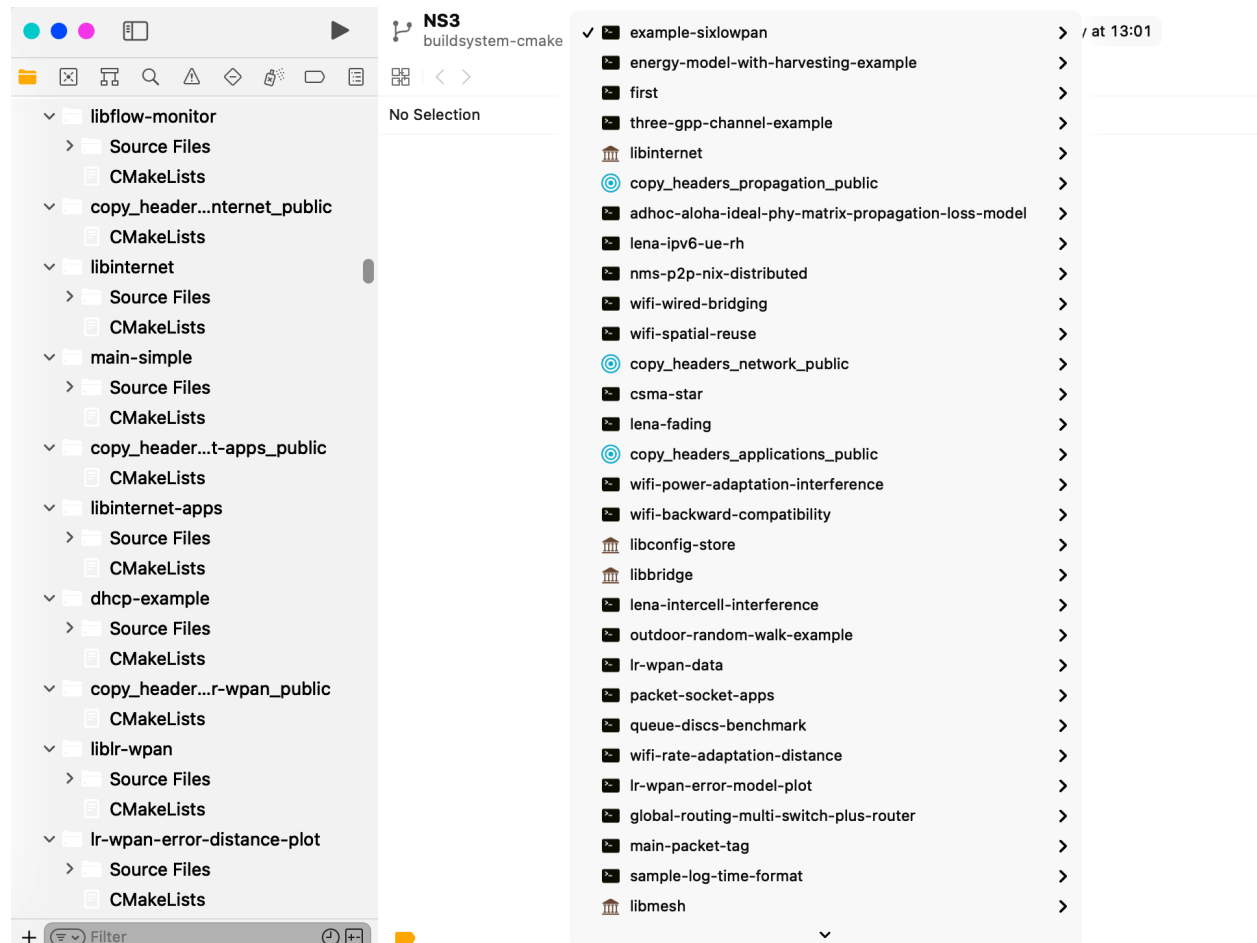 NS3
buildsystem-cmake
at 13:01
No Selection
libflow-monitor
Source Files
CMakeLists
copy_header...nternet_public
CMakeLists
libinternet
Source Files
CMakeLists
main-simple
Source Files
CMakeLists
copy_header...t-apps_public
CMakeLists
libinternet-apps
Source Files
CMakeLists
dhcp-example
Source Files
CMakeLists
copy_header...r-wpan_public
CMakeLists
liblr-wpan
Source Files
CMakeLists
lr-wpan-error-distance-plot
Source Files
CMakeLists
Filter
example-sixlowpan
energy-model-with-harvesting-example
first
three-gpp-channel-example
libinternet
copy_headers_propagation_public
adhoc-aloha-ideal-phy-matrix-propagation-loss-model
lena-ipv6-ue-rh
nms-p2p-nix-distributed
wifi-wired-bridging
wifi-spatial-reuse
copy_headers_network_public
csma-star
lena-fading
copy_headers_applications_public
wifi-power-adaptation-interference
wifi-backward-compatibility
libconfig-store
libbridge
lena-intercell-interference
outdoor-random-walk-example
lr-wpan-data
packet-socket-apps
queue-discs-benchmark
wifi-rate-adaptation-distance
lr-wpan-error-model-plot
global-routing-multi-switch-plus-router
main-packet-tag
sample-log-time-format
libmesh